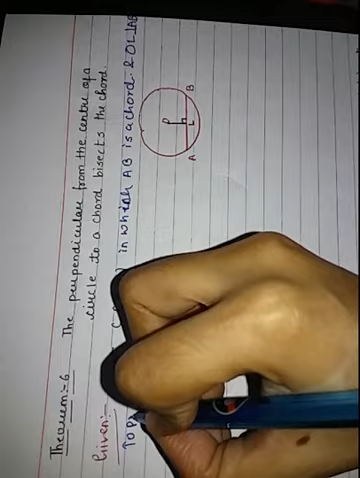 Theorem:-6 The perpendicular from the centre of a
circle to a chord bisects the chord.
Given:- in which AB is a chord & OL⊥AB
To P
A
L
B